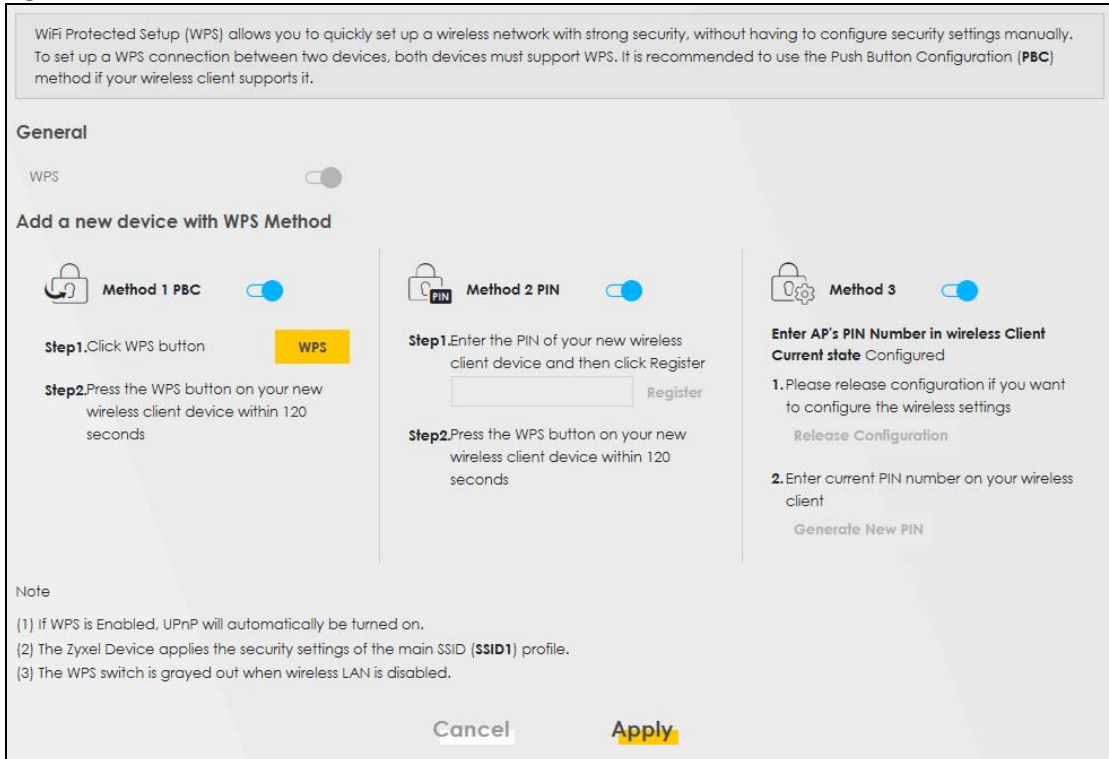 WiFi Protected Setup (WPS) allows you to quickly set up a wireless network with strong security, without having to configure security settings manually.
To set up a WPS connection between two devices, both devices must support WPS. It is recommended to use the Push Button Configuration (PBC)
method if your wireless client supports it.
General
WPS
Add a new device with WPS Method
Method 1 PBC
Step1.Click WPS button
WPS
Step2.Press the WPS button on your new
wireless client device within 120
seconds
PIN
Method 2 PIN
Step1.Enter the PIN of your new wireless
client device and then click Register
Register
Step2.Press the WPS button on your new
wireless client device within 120
seconds
Method 3
Enter AP's PIN Number in wireless Client
Current state Configured
1. Please release configuration if you want
to configure the wireless settings
Release Configuration
2. Enter current PIN number on your wireless
client
Generate New PIN
Note
(1) If WPS is Enabled, UPnP will automatically be turned on.
(2) The Zyxel Device applies the security settings of the main SSID (SSID1) profile.
(3) The WPS switch is grayed out when wireless LAN is disabled.
Cancel
Apply